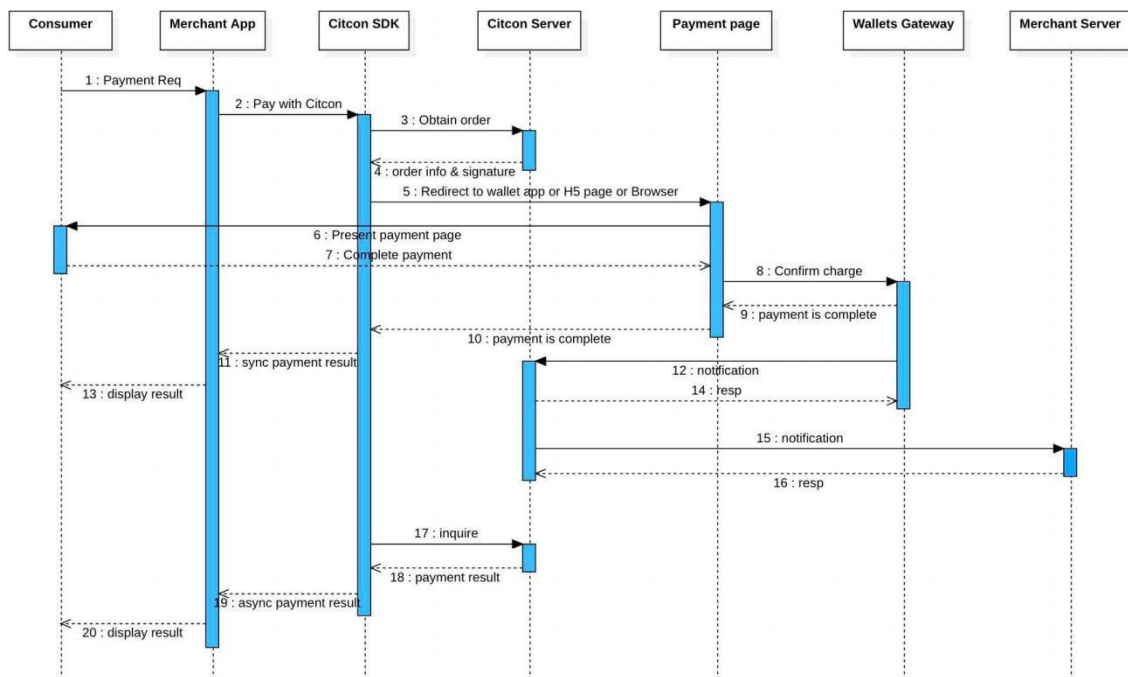 Consumer
Merchant App
Citcon SDK
Citcon Server
Payment page
Wallets Gateway
Merchant Server
1 : Payment Req
2 : Pay with Citcon
3 : Obtain order
4 : order info & signature
5 : Redirect to wallet app or H5 page or Browser
6 : Present payment page
7 : Complete payment
8 : Confirm charge
9 : payment is complete
10 : payment is complete
11 : sync payment result
12 : notification
13 : display result
14 : resp
15 : notification
16 : resp
17 : inquire
18 : payment result
19 : async payment result
20 : display result